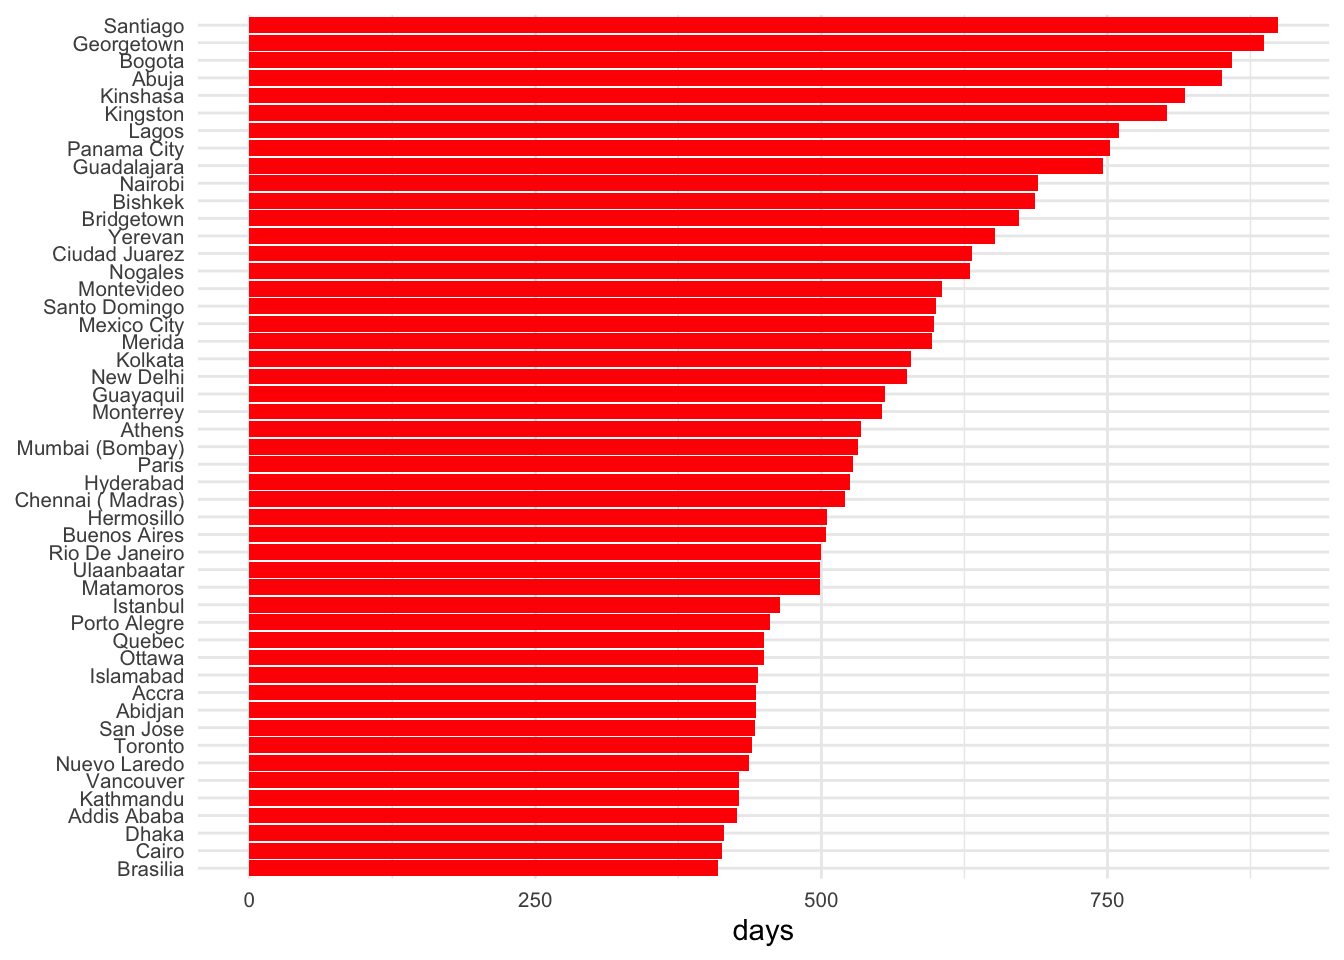 Santiago
Georgetown
Bogota
Abuja
Kinshasa
Kingston
Lagos
Panama City
Guadalajara
Nairobi
Bishkek
Bridgetown
Yerevan
Ciudad Juarez
Nogales
Montevideo
Santo Domingo
Mexico City
Merida
Kolkata
New Delhi
Guayaquil
Monterrey
Athens
Mumbai (Bombay)
Paris
Hyderabad
Chennai ( Madras)
Hermosillo
Buenos Aires
Rio De Janeiro
Ulaanbaatar
Matamoros
Istanbul
Porto Alegre
Quebec
Ottawa
Islamabad
Accra
Abidjan
San Jose
Toronto
Nuevo Laredo
Vancouver
Kathmandu
Addis Ababa
Dhaka
Cairo
Brasilia
0 250 500 750
days